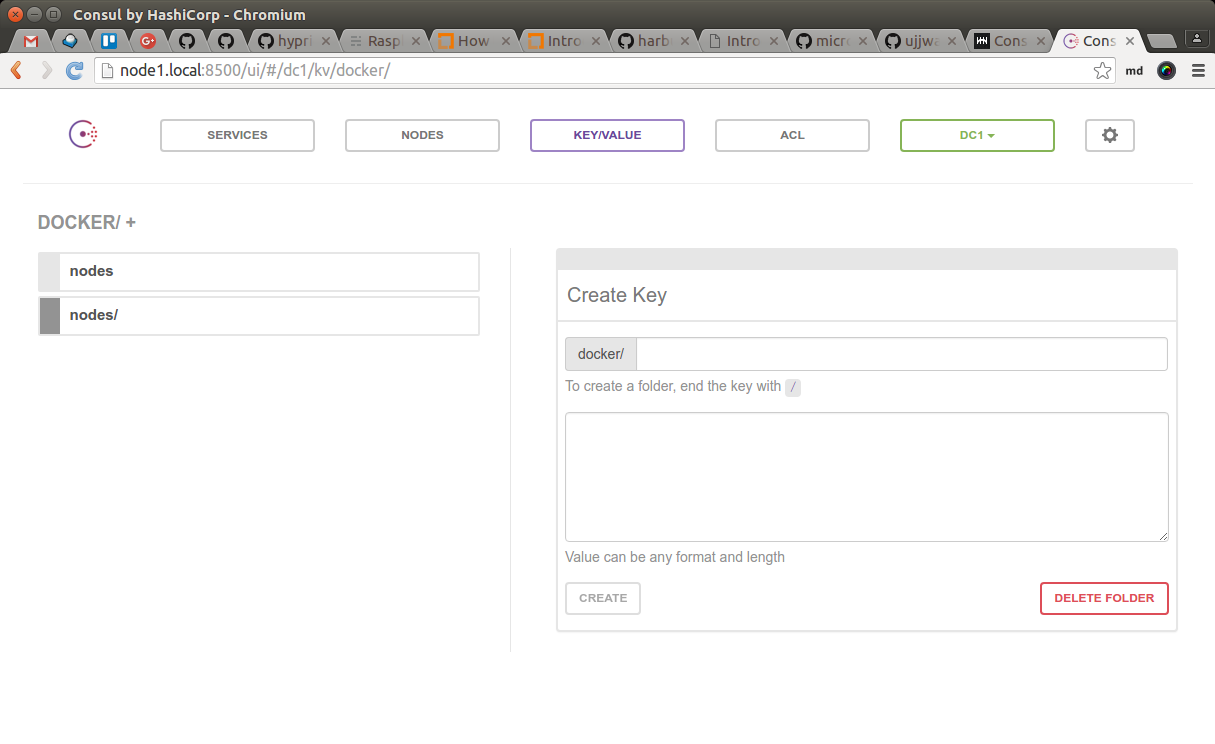 Consul by HashiCorp - Chromium
hypri Raspl How Intro harb Intro micro ujjwa Cons Cons
node1.local:8500/ui/#/dc1/kv/docker/ md
SERVICES NODES KEY/VALUE ACL DC1
DOCKER/ +
nodes
nodes/
Create Key
docker/
To create a folder, end the key with /
Value can be any format and length
CREATE DELETE FOLDER